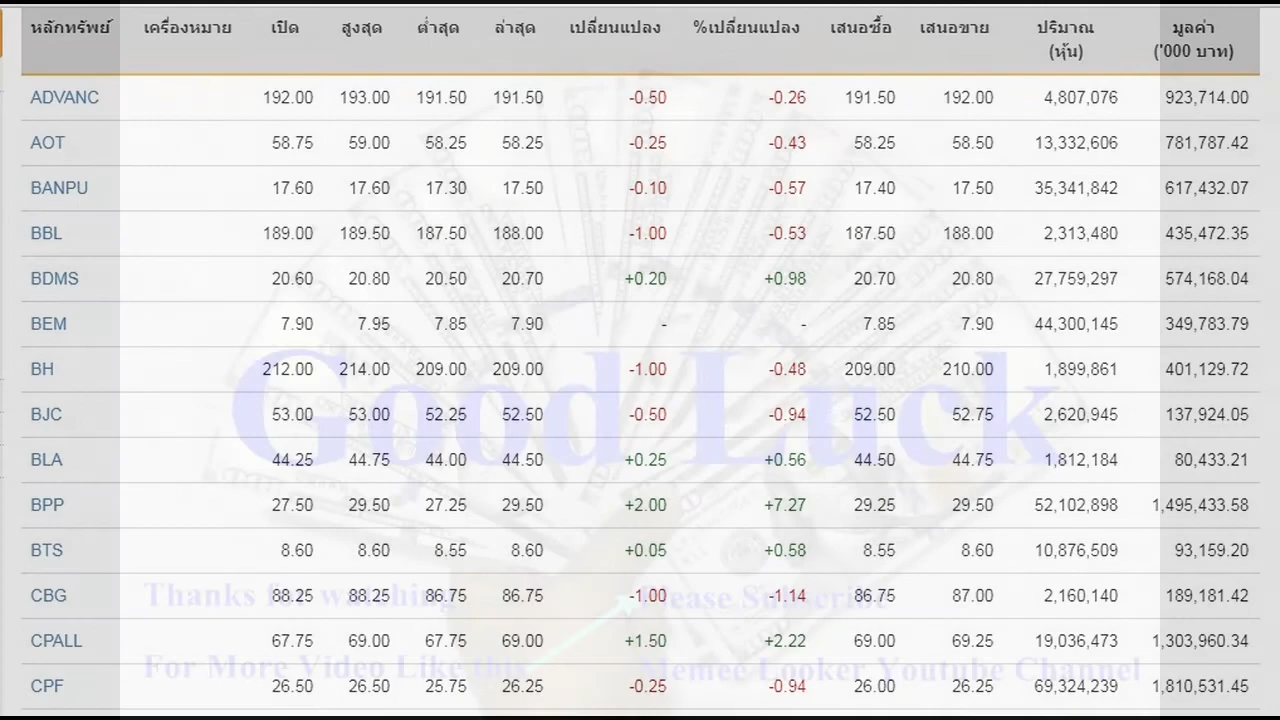 หลักทรัพย์ เครื่องหมาย เปิด สูงสุด ต่ำสุด ล่าสุด เปลี่ยนแปลง %เปลี่ยนแปลง เสนอซื้อ เสนอขาย ปริมาณ (หุ้น) มูลค่า ('000 บาท)
ADVANC 192.00 193.00 191.50 191.50 -0.50 -0.26 191.50 192.00 4,807,076 923,714.00
AOT 58.75 59.00 58.25 58.25 -0.25 -0.43 58.25 58.50 13,332,606 781,787.42
BANPU 17.60 17.60 17.30 17.50 -0.10 -0.57 17.40 17.50 35,341,842 617,432.07
BBL 189.00 189.50 187.50 188.00 -1.00 -0.53 187.50 188.00 2,313,480 435,472.35
BDMS 20.60 20.80 20.50 20.70 +0.20 +0.98 20.70 20.80 27,759,297 574,168.04
BEM 7.90 7.95 7.85 7.90 - - 7.85 7.90 44,300,145 349,783.79
BH 212.00 214.00 209.00 209.00 -1.00 -0.48 209.00 210.00 1,899,861 401,129.72
Good Luck
BJC 53.00 53.00 52.25 52.50 -0.50 -0.94 52.50 52.75 2,620,945 137,924.05
BLA 44.25 44.75 44.00 44.50 +0.25 +0.56 44.50 44.75 1,812,184 80,433.21
BPP 27.50 29.50 27.25 29.50 +2.00 +7.27 29.25 29.50 52,102,898 1,495,433.58
BTS 8.60 8.60 8.55 8.60 +0.05 +0.58 8.55 8.60 10,876,509 93,159.20
CBG 88.25 88.25 86.75 86.75 -1.00 -1.14 86.75 87.00 2,160,140 189,181.42
Thanks for watching Please Subscribe
CPALL 67.75 69.00 67.75 69.00 +1.50 +2.22 69.00 69.25 19,036,473 1,303,960.34
For More Video Like this Memee Looker Youtube Channel
CPF 26.50 26.50 25.75 26.25 -0.25 -0.94 26.00 26.25 69,324,239 1,810,531.45